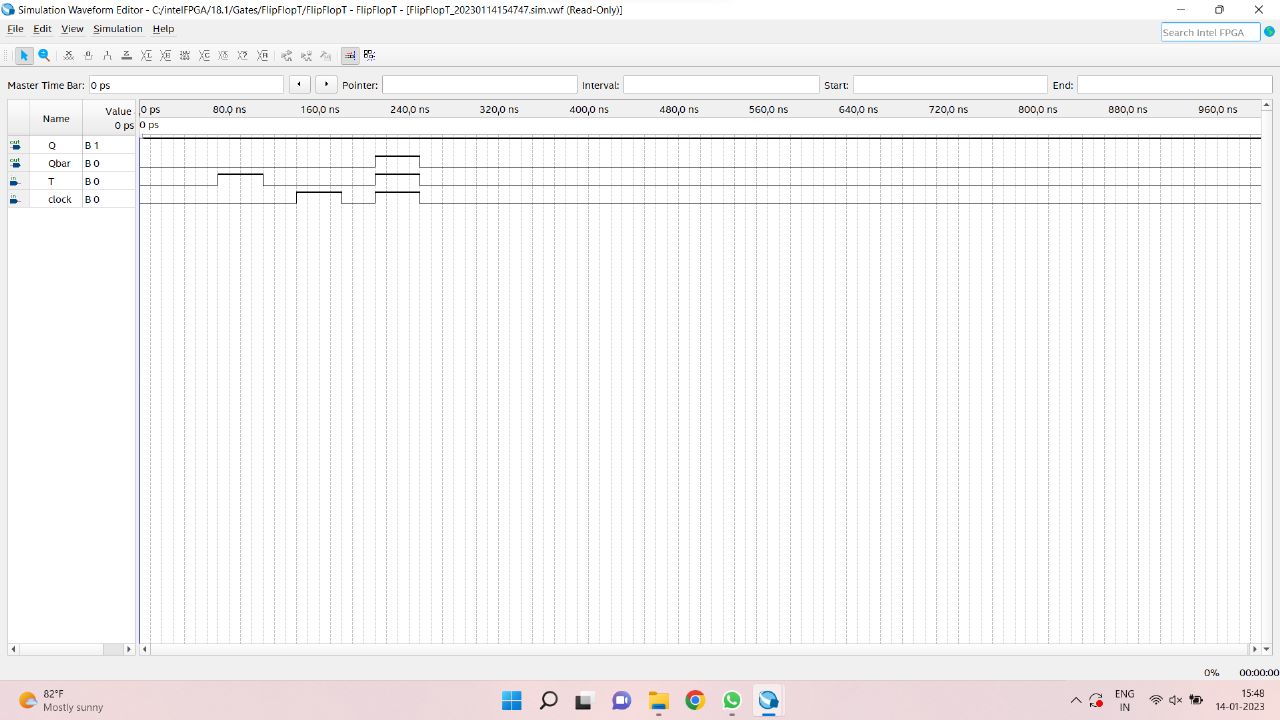 Simulation Waveform Editor - C:/intelFPGA/18.1/Gates/FlipFlopT/FlipFlopT - FlipFlopT - [FlipFlopT_20230114154747.sim.vwf (Read-Only)]
File Edit View Simulation Help
Search Intel FPGA
Master Time Bar: 0 ps Pointer: Interval: Start: End:
Name Value 0 ps
0 ps 80,0 ns 160,0 ns 240,0 ns 320,0 ns 400,0 ns 480,0 ns 560,0 ns 640,0 ns 720,0 ns 800,0 ns 880,0 ns 960,0 ns
0 ps
out Q B 1
out Qbar B 0
in T B 0
in clock B 0
0% 00:00:00
82°F
Mostly sunny
ENG
IN
15:48
14-01-2023